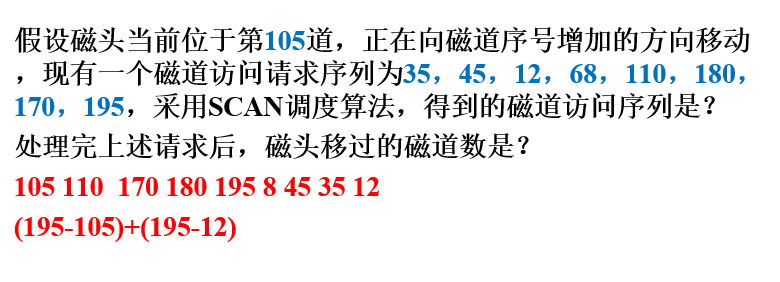 假设磁头当前位于第105道，正在向磁道序号增加的方向移动
，现有一个磁道访问请求序列为35，45，12，68，110，180，
170，195，采用SCAN调度算法，得到的磁道访问序列是？
处理完上述请求后，磁头移过的磁道数是？
105 110  170 180 195 8 45 35 12
(195-105)+(195-12)